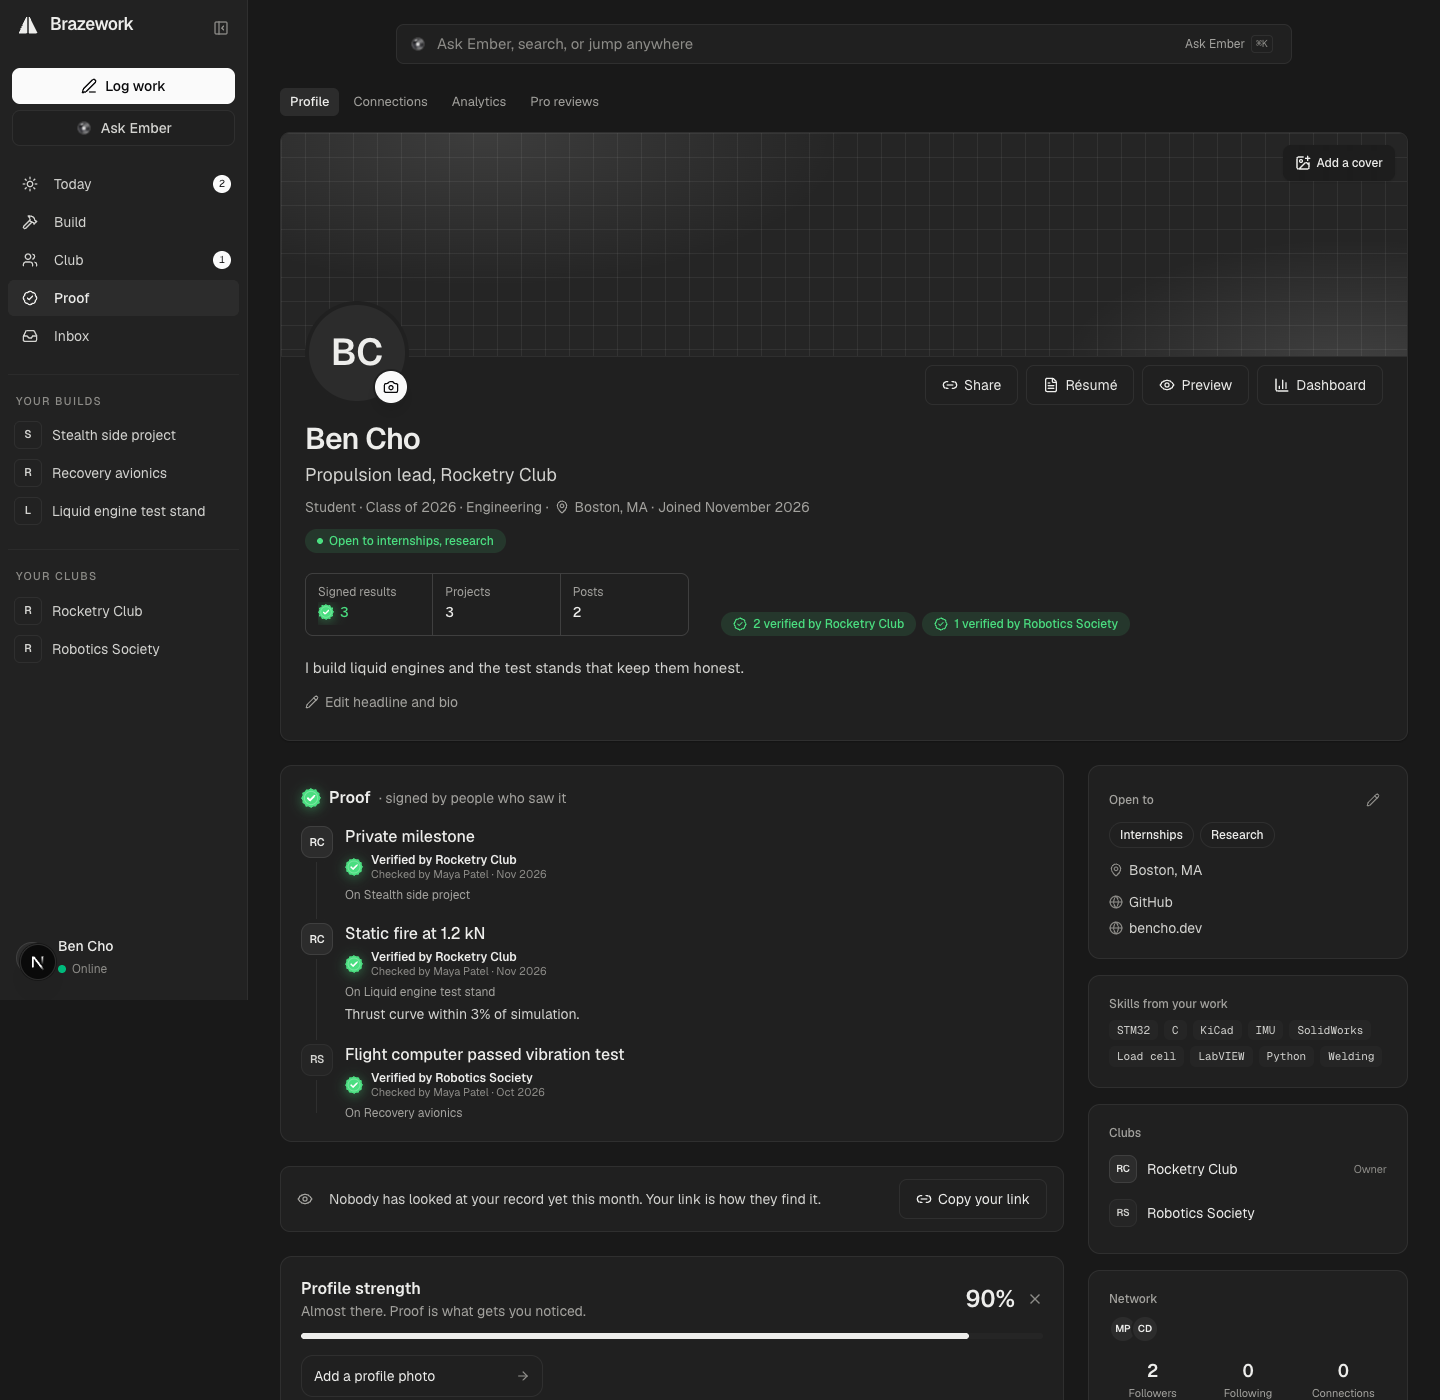 Brazework
Log work
Ask Ember
Today 2
Build
Club 1
Proof
Inbox
YOUR BUILDS
S Stealth side project
R Recovery avionics
L Liquid engine test stand
YOUR CLUBS
R Rocketry Club
R Robotics Society
N
Ben Cho
Online
Ask Ember, search, or jump anywhere Ask Ember ⌘K
Profile Connections Analytics Pro reviews
Add a cover
BC
Share Résumé Preview Dashboard
Ben Cho
Propulsion lead, Rocketry Club
Student · Class of 2026 · Engineering · Boston, MA · Joined November 2026
Open to internships, research
Signed results Projects Posts
3 3 2
2 verified by Rocketry Club 1 verified by Robotics Society
I build liquid engines and the test stands that keep them honest.
Edit headline and bio
Proof · signed by people who saw it
RC Private milestone
Verified by Rocketry Club
Checked by Maya Patel · Nov 2026
On Stealth side project
RC Static fire at 1.2 kN
Verified by Rocketry Club
Checked by Maya Patel · Nov 2026
On Liquid engine test stand
Thrust curve within 3% of simulation.
RS Flight computer passed vibration test
Verified by Robotics Society
Checked by Maya Patel · Oct 2026
On Recovery avionics
Nobody has looked at your record yet this month. Your link is how they find it. Copy your link
Profile strength
Almost there. Proof is what gets you noticed.
90%
Add a profile photo
Open to
Internships Research
Boston, MA
GitHub
bencho.dev
Skills from your work
STM32 C KiCad IMU SolidWorks
Load cell LabVIEW Python Welding
Clubs
RC Rocketry Club Owner
RS Robotics Society
Network
MP CD
2 0 0
Followers Following Connections